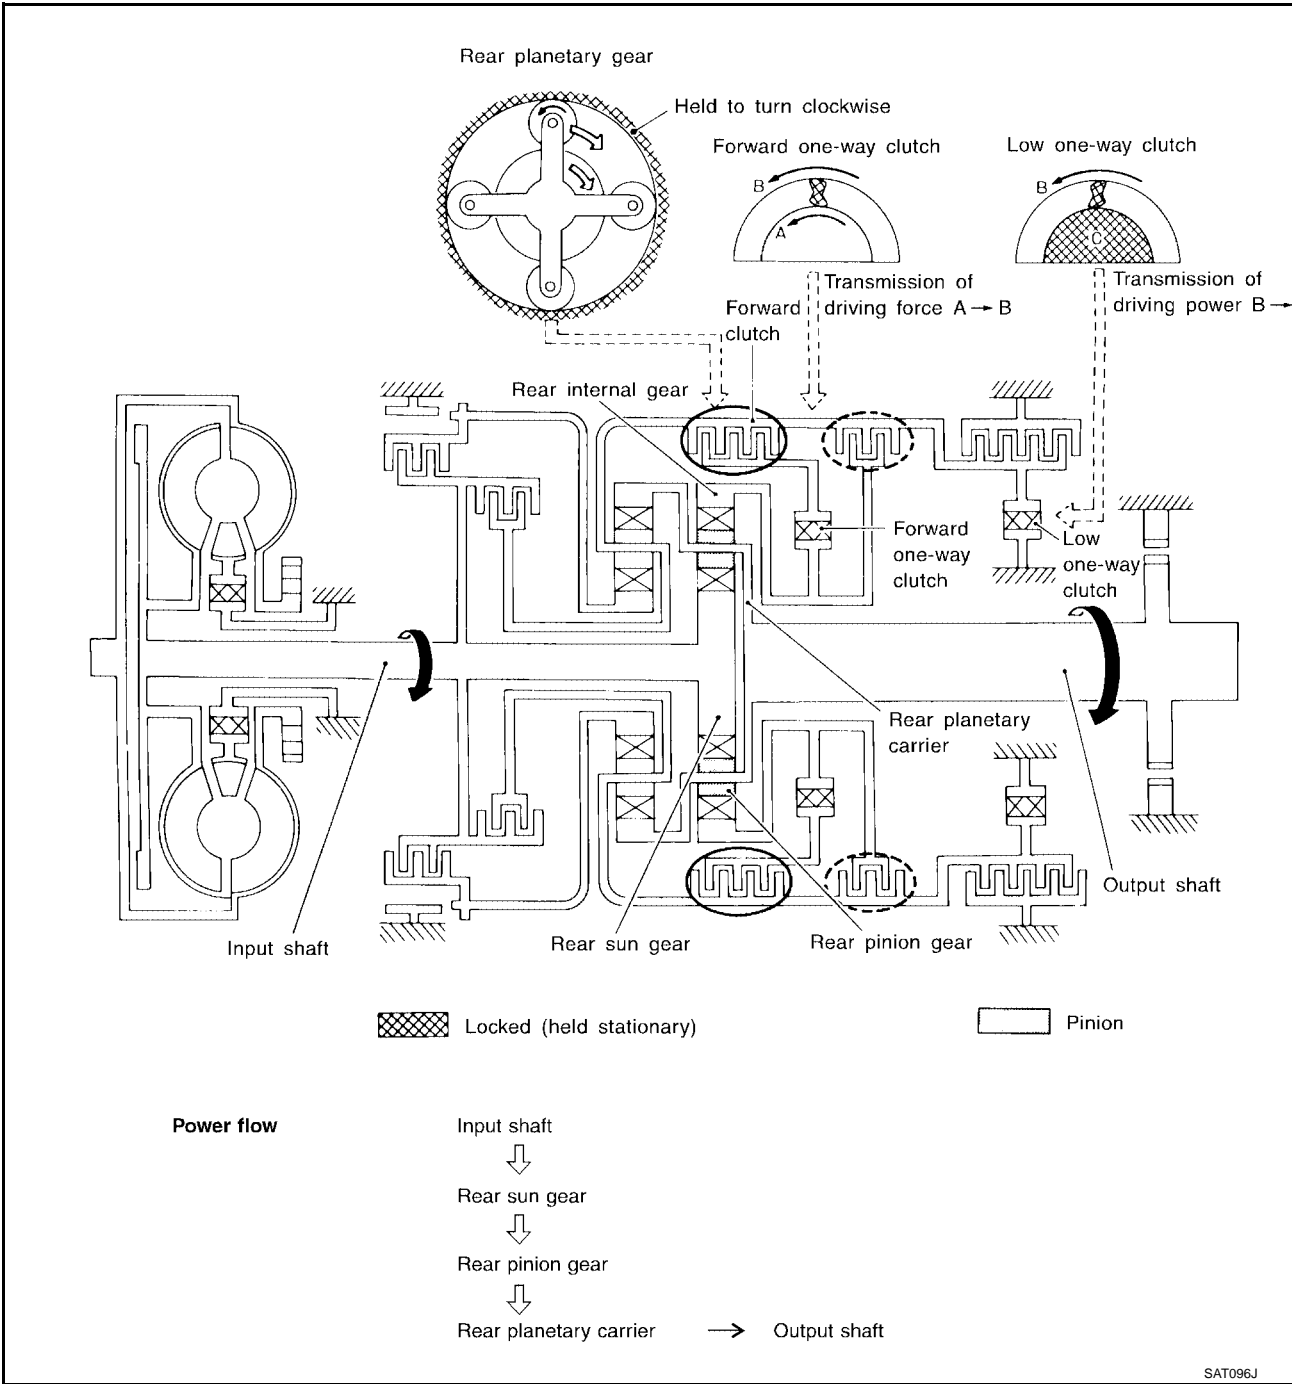 Rear planetary gear
Held to turn clockwise
Forward one-way clutch
Low one-way clutch
B
A
B
C
Transmission of
driving force A → B
Transmission of
driving power B →
Forward
clutch
Rear internal gear
Forward
one-way
clutch
Low
one-way
clutch
Rear planetary
carrier
Output shaft
Input shaft
Rear sun gear
Rear pinion gear
Locked (held stationary)
Pinion
Power flow
Input shaft
Rear sun gear
Rear pinion gear
Rear planetary carrier → Output shaft
SAT096J